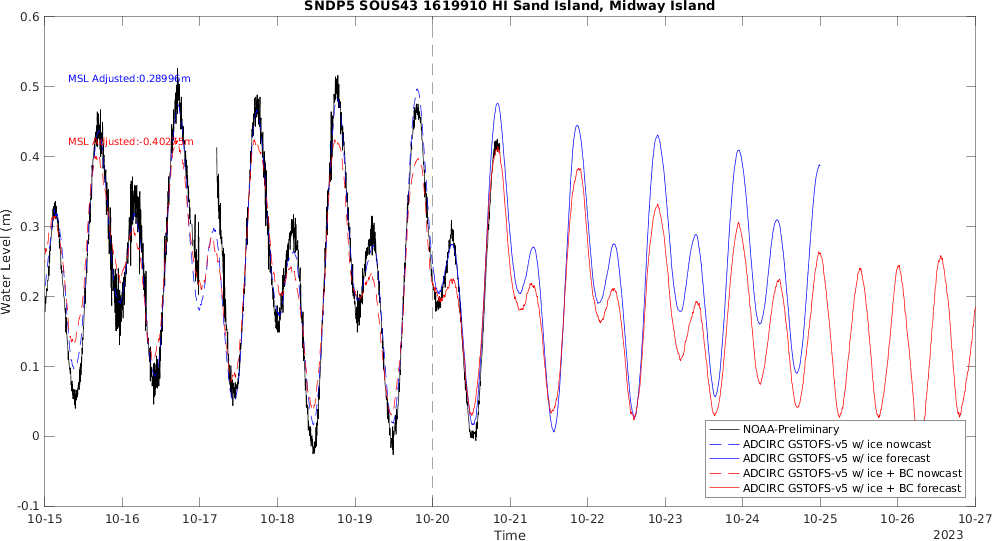 SNDP5 SOUS43 1619910 HI Sand Island, Midway Island
0.6
0.5
0.4
0.3
0.2
0.1
0
-0.1
Water Level (m)
MSL Adjusted:0.28996m
10-15
10-16
10-17
10-18
10-19
10-20
10-21
10-22
10-23
10-24
10-25
10-26
10-27
Time
2023
NOAA-Preliminary
ADCIRC GSTOFS-v5 w/ ice nowcast
ADCIRC GSTOFS-v5 w/ ice forecast
ADCIRC GSTOFS-v5 w/ ice + BC nowcast
ADCIRC GSTOFS-v5 w/ ice + BC forecast